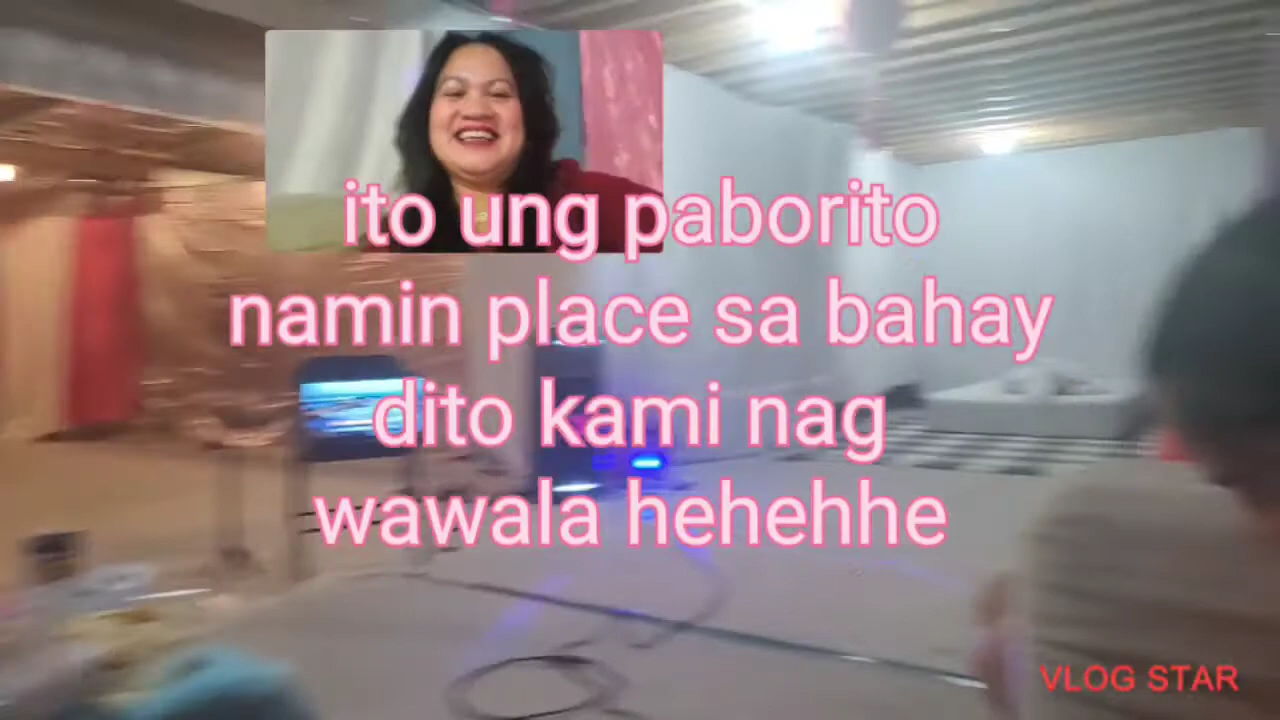 ito ung paborito
namin place sa bahay
dito kami nag
wawala hehehhe
VLOG STAR